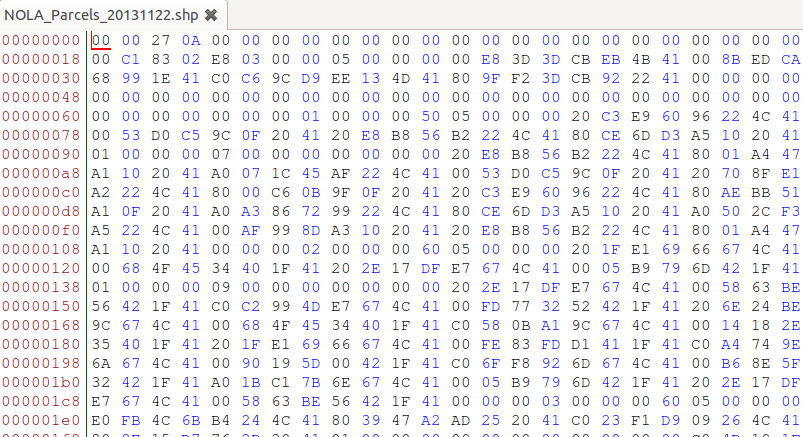 NOLA_Parcels_20131122.shp
00000000 00 00 27 0A 00 00 00 00 00 00 00 00 00 00 00 00 00 00 00 00 00 00 00 00
00000018 00 C1 83 02 E8 03 00 00 05 00 00 00 00 E8 3D 3D CB EB 4B 41 00 8B ED CA
00000030 68 99 1E 41 C0 C6 9C D9 EE 13 4D 41 80 9F F2 3D CB 92 22 41 00 00 00 00
00000048 00 00 00 00 00 00 00 00 00 00 00 00 00 00 00 00 00 00 00 00 00 00 00 00
00000060 00 00 00 00 00 00 00 01 00 00 00 50 05 00 00 00 20 C3 E9 60 96 22 4C 41
00000078 00 53 D0 C5 9C 0F 20 41 20 E8 B8 56 B2 22 4C 41 80 CE 6D D3 A5 10 20 41
00000090 01 00 00 00 07 00 00 00 00 00 00 00 20 E8 B8 56 B2 22 4C 41 80 01 A4 47
000000a8 A1 10 20 41 A0 07 1C 45 AF 22 4C 41 00 53 D0 C5 9C 0F 20 41 20 70 8F E1
000000c0 A2 22 4C 41 80 00 C6 0B 9F 0F 20 41 20 C3 E9 60 96 22 4C 41 80 AE BB 51
000000d8 A1 0F 20 41 A0 A3 86 72 99 22 4C 41 80 CE 6D D3 A5 10 20 41 A0 50 2C F3
000000f0 A5 22 4C 41 00 AF 99 8D A3 10 20 41 20 E8 B8 56 B2 22 4C 41 80 01 A4 47
00000108 A1 10 20 41 00 00 00 02 00 00 00 60 05 00 00 00 20 1F E1 69 66 67 4C 41
00000120 00 68 4F 45 34 40 1F 41 20 2E 17 DF E7 67 4C 41 00 05 B9 79 6D 42 1F 41
00000138 01 00 00 00 09 00 00 00 00 00 00 00 20 2E 17 DF E7 67 4C 41 00 58 63 BE
00000150 56 42 1F 41 C0 C2 99 4D E7 67 4C 41 00 FD 77 32 52 42 1F 41 20 6E 24 BE
00000168 9C 67 4C 41 00 68 4F 45 34 40 1F 41 C0 58 0B A1 9C 67 4C 41 00 14 18 2E
00000180 35 40 1F 41 20 1F E1 69 66 67 4C 41 00 FE 83 FD D1 41 1F 41 C0 A4 74 9E
00000198 6A 67 4C 41 00 90 19 5D 00 42 1F 41 C0 6F F8 92 6D 67 4C 41 00 B6 8E 5F
000001b0 32 42 1F 41 A0 1B C1 7B 6E 67 4C 41 00 05 B9 79 6D 42 1F 41 20 2E 17 DF
000001c8 E7 67 4C 41 00 58 63 BE 56 42 1F 41 00 00 00 03 00 00 00 60 05 00 00 00
000001e0 E0 FB 4C 6B B4 24 4C 41 80 39 47 A2 AD 25 20 41 C0 23 F1 D9 09 26 4C 41